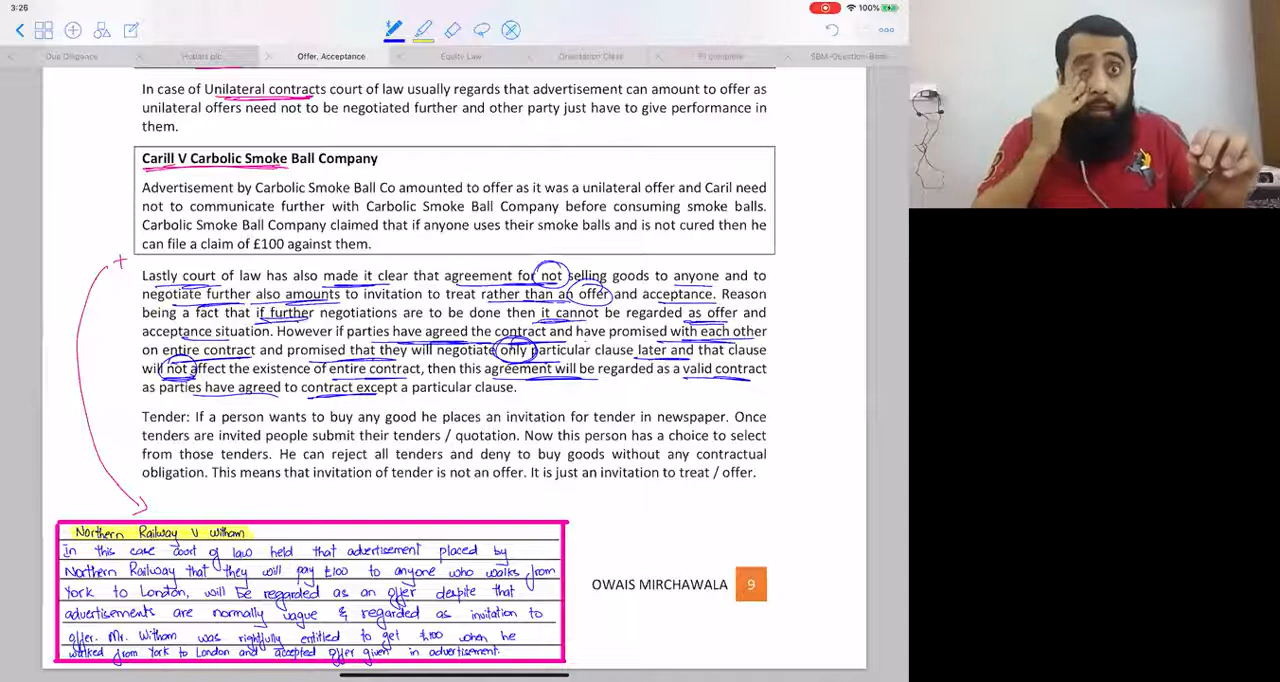 3:26
100%
Due Diligence
Offer, Acceptance
Equity Law
Orientation Class
SBM-Question-Bank
In case of Unilateral contracts court of law usually regards that advertisement can amount to offer as
unilateral offers need not to be negotiated further and other party just have to give performance in
them.
Carill V Carbolic Smoke Ball Company
Advertisement by Carbolic Smoke Ball Co amounted to offer as it was a unilateral offer and Caril need
not to communicate further with Carbolic Smoke Ball Company before consuming smoke balls.
Carbolic Smoke Ball Company claimed that if anyone uses their smoke balls and is not cured then he
can file a claim of £100 against them.
Lastly court of law has also made it clear that agreement for not selling goods to anyone and to
negotiate further also amounts to invitation to treat rather than an offer and acceptance. Reason
being a fact that if further negotiations are to be done then it cannot be regarded as offer and
acceptance situation. However if parties have agreed the contract and have promised with each other
on entire contract and promised that they will negotiate only particular clause later and that clause
will not affect the existence of entire contract, then this agreement will be regarded as a valid contract
as parties have agreed to contract except a particular clause.
Tender: If a person wants to buy any good he places an invitation for tender in newspaper. Once
tenders are invited people submit their tenders / quotation. Now this person has a choice to select
from those tenders. He can reject all tenders and deny to buy goods without any contractual
obligation. This means that invitation of tender is not an offer. It is just an invitation to treat / offer.
Northern Railway V Witham
In this case court of law held that advertisement placed by
Northern Railway that they will pay £100 to anyone who walks from
York to London, will be regarded as an offer despite that
advertisements are normally vague & regarded as invitation to
offer. Mr. Witham was rightfully entitled to get £100 when he
walked from York to London and accepted offer given in advertisement.
OWAIS MIRCHAWALA 9